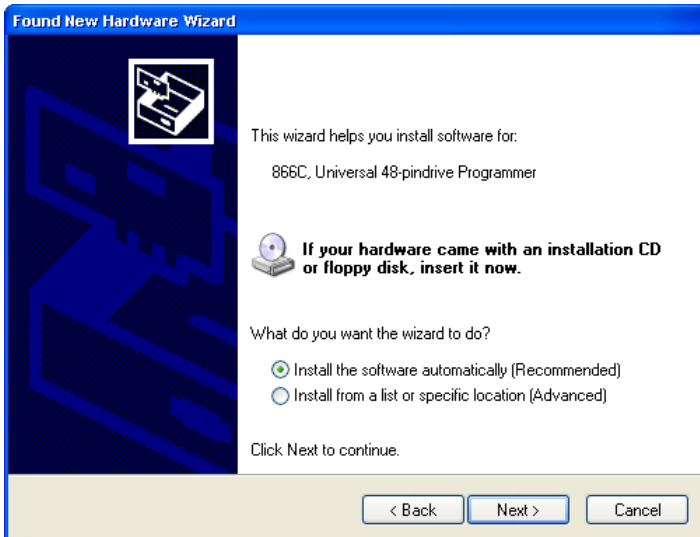 Found New Hardware Wizard
This wizard helps you install software for:
866C, Universal 48-pindrive Programmer
If your hardware came with an installation CD
or floppy disk, insert it now.
What do you want the wizard to do?
Install the software automatically (Recommended)
Install from a list or specific location (Advanced)
Click Next to continue.
< Back Next > Cancel